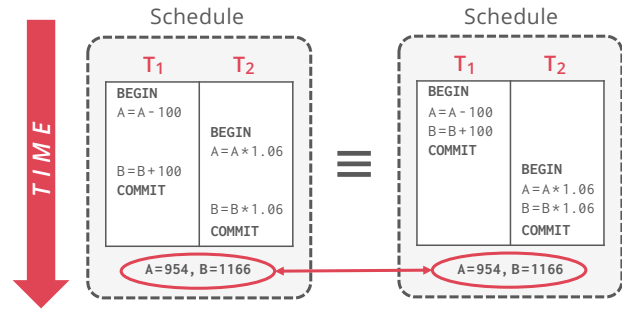 Schedule
Schedule
TIME
T1
T2
BEGIN
A=A-100
BEGIN
A=A*1.06
B=B+100
COMMIT
B=B*1.06
COMMIT
A=954, B=1166
≡
T1
T2
BEGIN
A=A-100
B=B+100
COMMIT
BEGIN
A=A*1.06
B=B*1.06
COMMIT
A=954, B=1166